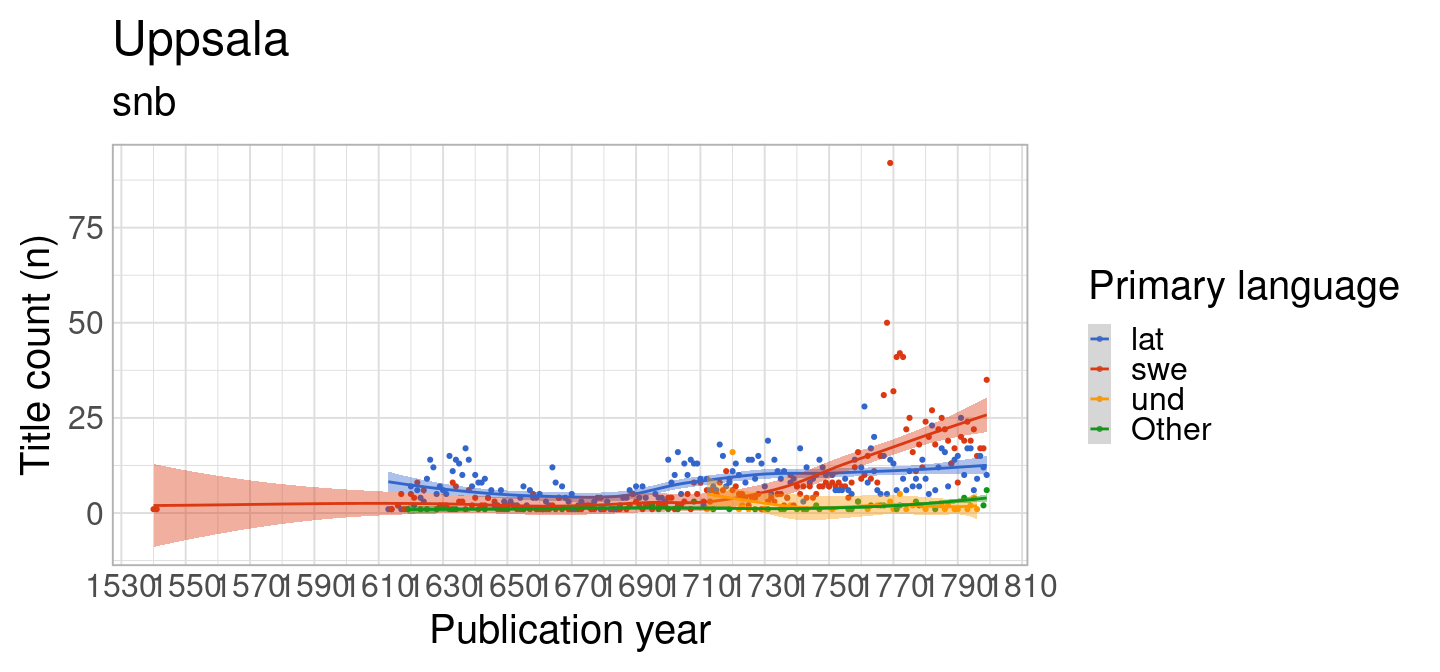 Uppsala
snb
75
50
25
0
1530 1550 1570 1590 1610 1630 1650 1670 1690 1710 1730 1750 1770 1790 1810
Title count (n)
Publication year
Primary language
lat
swe
und
Other